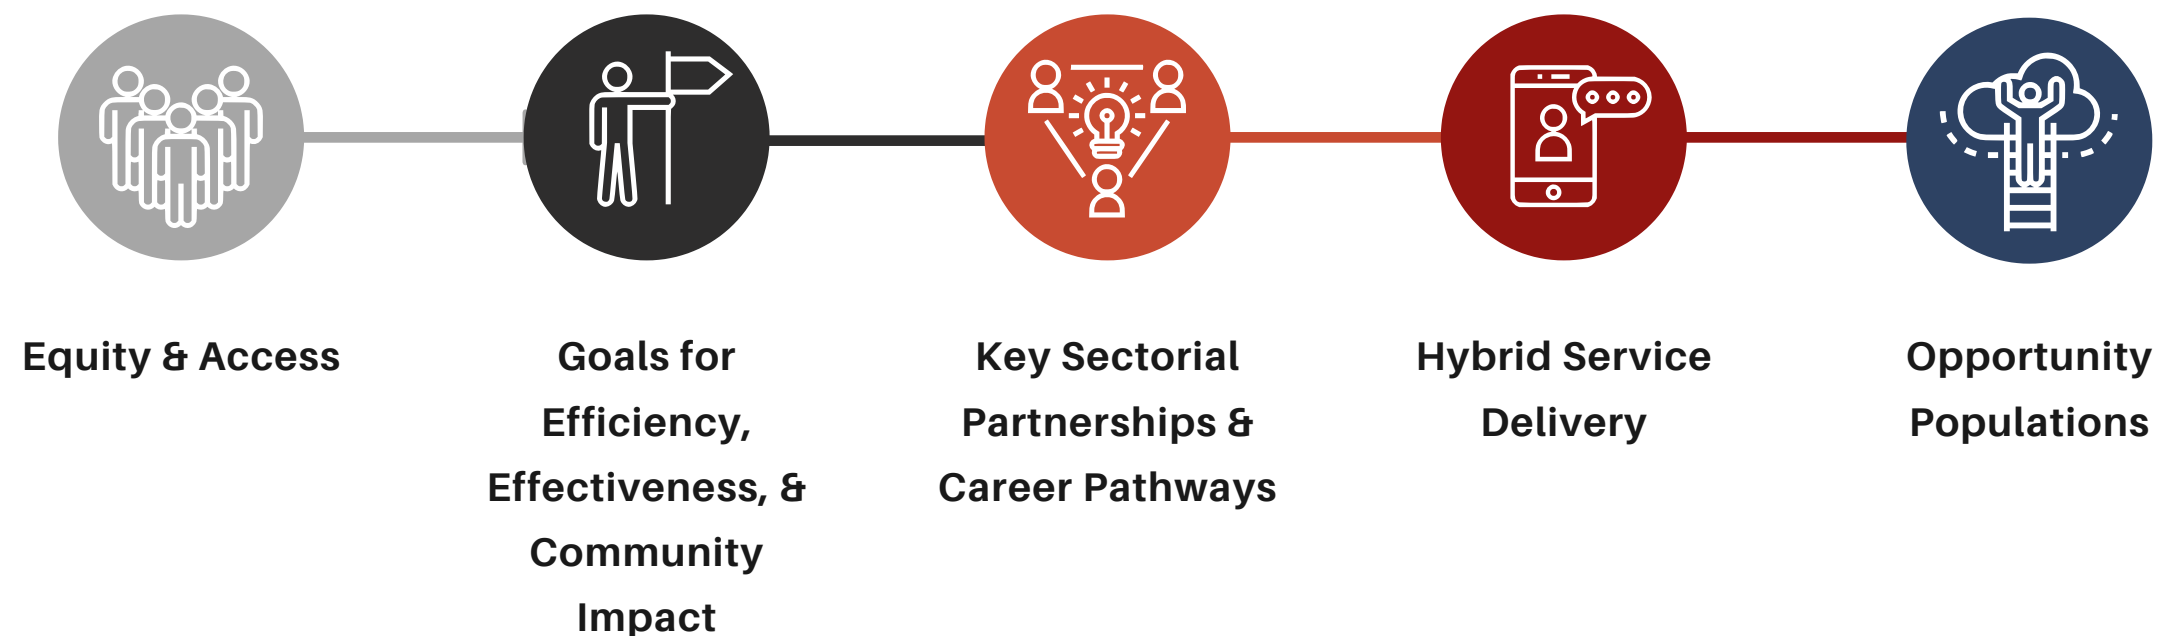 Equity & Access
Goals for
Efficiency,
Effectiveness, &
Community
Impact
Key Sectorial
Partnerships &
Career Pathways
Hybrid Service
Delivery
Opportunity
Populations